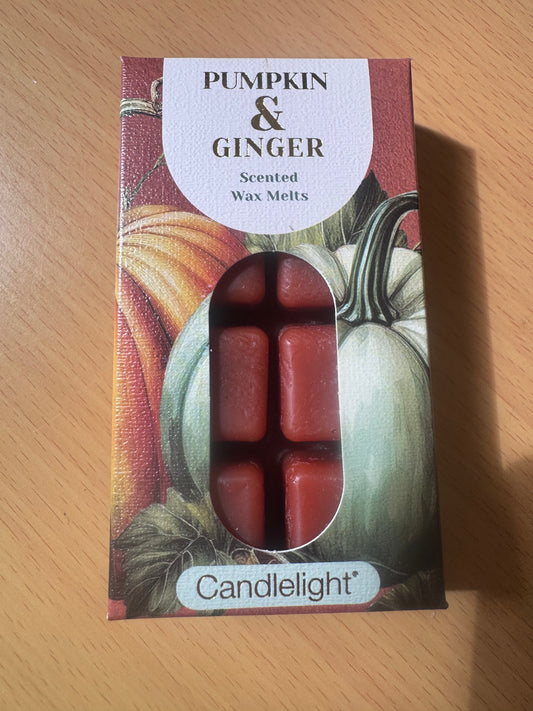 PUMPKIN
&
GINGER
Scented
Wax Melts
Candlelight®